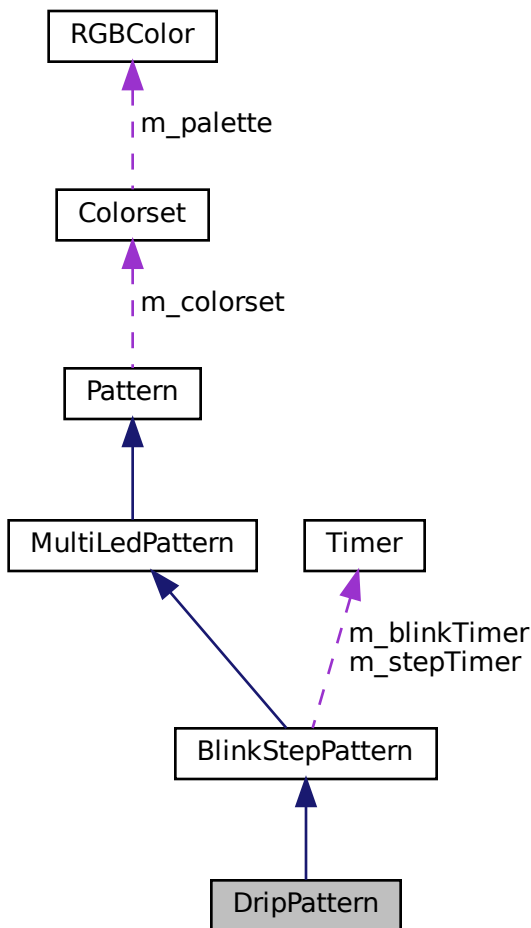 RGBColor
m_palette
Colorset
m_colorset
Pattern
MultiLedPattern
Timer
m_blinkTimer
m_stepTimer
BlinkStepPattern
DripPattern